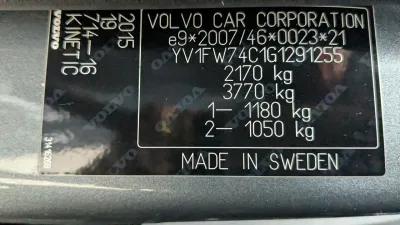 VOLVO CAR CORPORATION
e9*2007/46*0023*21
YV1FW74C1G1291255
2170 kg
3770 kg
1- 1180 kg
2- 1050 kg
MADE IN SWEDEN
VOLVO
2015
19
714-16
KINETIC